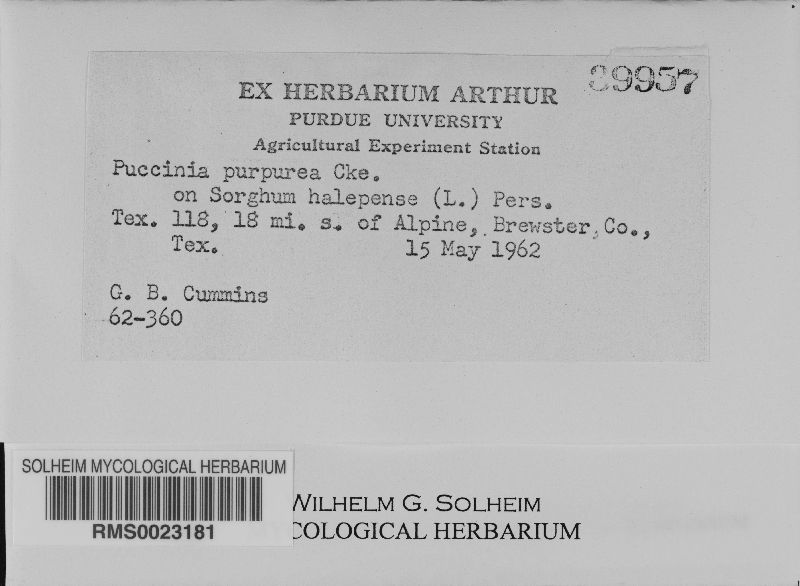 39957
EX HERBARIUM ARTHUR
PURDUE UNIVERSITY
Agricultural Experiment Station
Puccinia purpurea Cke.
on Sorghum halepense (L.) Pers.
Tex. 118, 18 mi. s. of Alpine, Brewster Co.,
Tex. 15 May 1962
G. B. Cummins
62-360
SOLHEIM MYCOLOGICAL HERBARIUM
RMS0023181
WILHELM G. SOLHEIM
COLOGICAL HERBARIUM